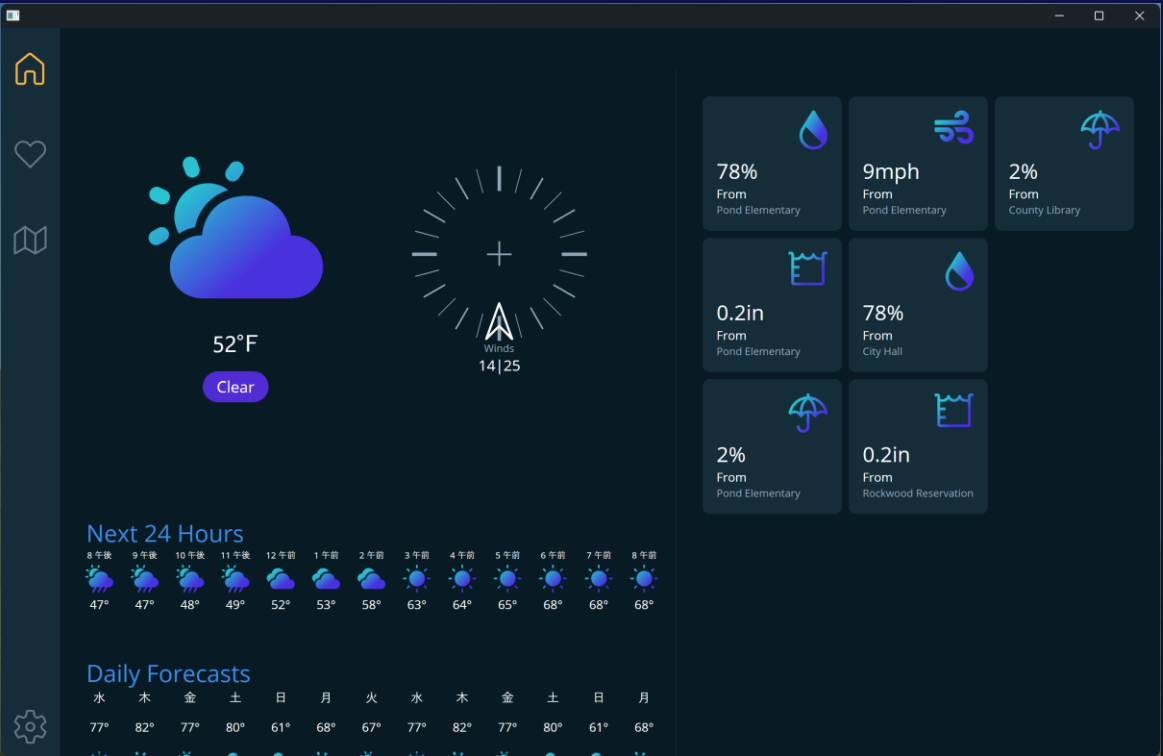 52°F
Clear
Winds
14|25
78%
From
Pond Elementary
9mph
From
Pond Elementary
2%
From
County Library
0.2in
From
Pond Elementary
78%
From
City Hall
2%
From
Pond Elementary
0.2in
From
Rockwood Reservation
Next 24 Hours
8 午後 9 午後 10 午後 11 午後 12 午前 1 午前 2 午前 3 午前 4 午前 5 午前 6 午前 7 午前 8 午前
47° 47° 48° 49° 52° 53° 58° 63° 64° 65° 68° 68° 68°
Daily Forecasts
水 木 金 土 日 月 火 水 木 金 土 日 月
77° 82° 77° 80° 61° 68° 67° 77° 82° 77° 80° 61° 68°